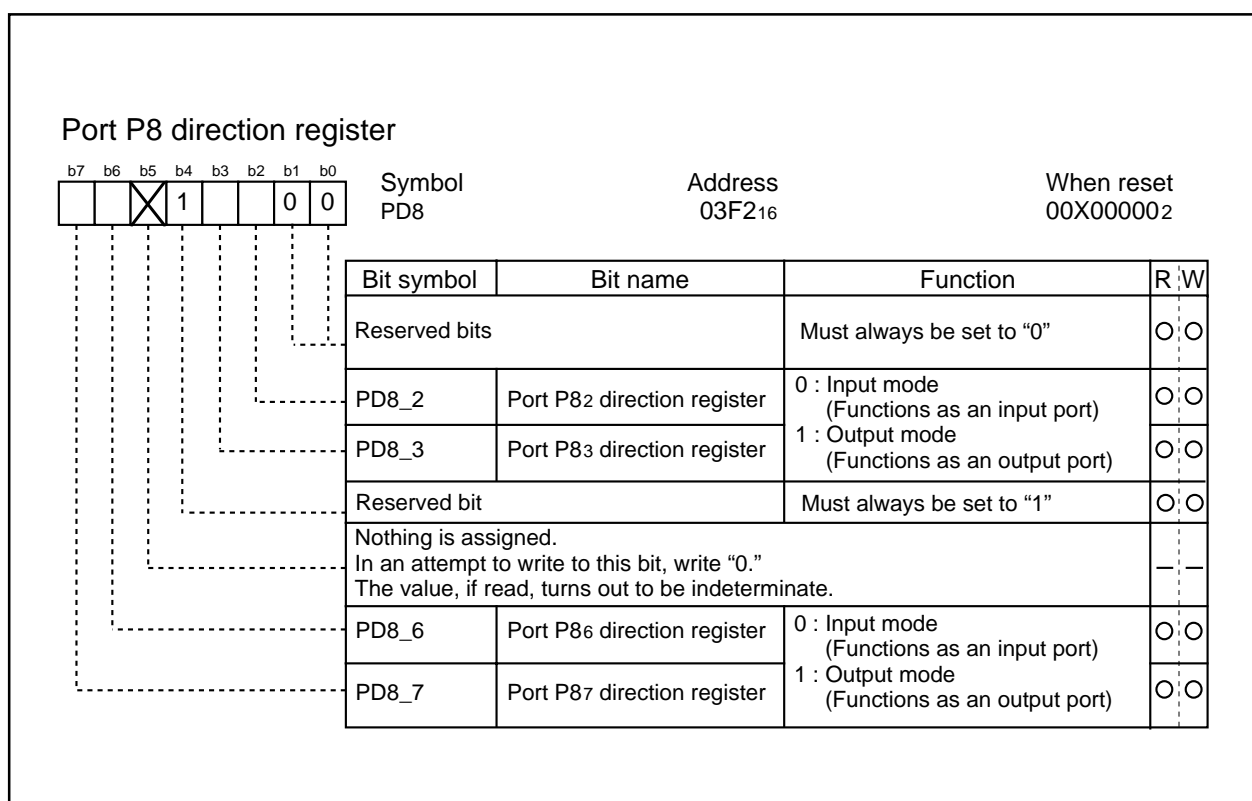 Port P8 direction register
b7 b6 b5 b4 b3 b2 b1 b0
1 0 0
Symbol Address When reset
PD8 03F216 00X000002
Bit symbol Bit name Function R W
Reserved bits Must always be set to “0”
PD8_2 Port P82 direction register 0 : Input mode
(Functions as an input port)
PD8_3 Port P83 direction register 1 : Output mode
(Functions as an output port)
Reserved bit Must always be set to “1”
Nothing is assigned.
In an attempt to write to this bit, write “0.”
The value, if read, turns out to be indeterminate.
PD8_6 Port P86 direction register 0 : Input mode
(Functions as an input port)
PD8_7 Port P87 direction register 1 : Output mode
(Functions as an output port)